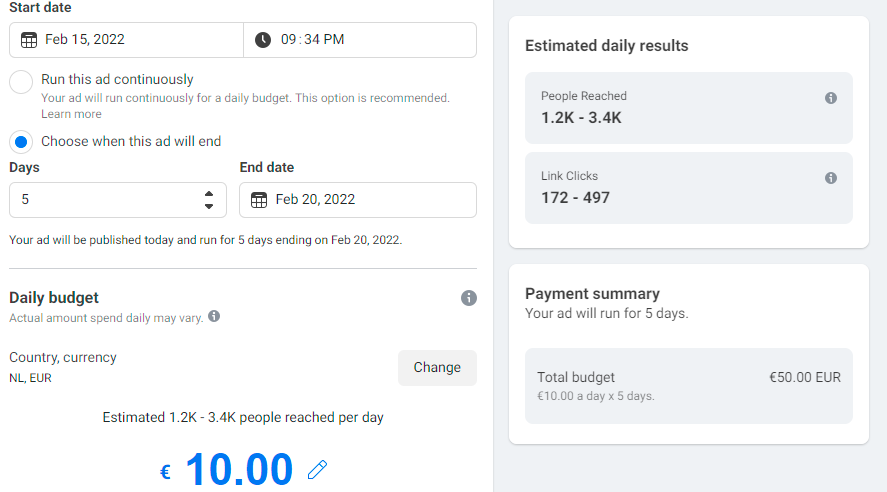 Start date
Feb 15, 2022
09:34 PM
Run this ad continuously
Your ad will run continuously for a daily budget. This option is recommended.
Learn more
Choose when this ad will end
Days
End date
5
Feb 20, 2022
Your ad will be published today and run for 5 days ending on Feb 20, 2022.
Daily budget
Actual amount spend daily may vary.
Country, currency
NL, EUR
Change
Estimated 1.2K - 3.4K people reached per day
€ 10.00
Estimated daily results
People Reached
1.2K - 3.4K
Link Clicks
172 - 497
Payment summary
Your ad will run for 5 days.
Total budget
€50.00 EUR
€10.00 a day x 5 days.